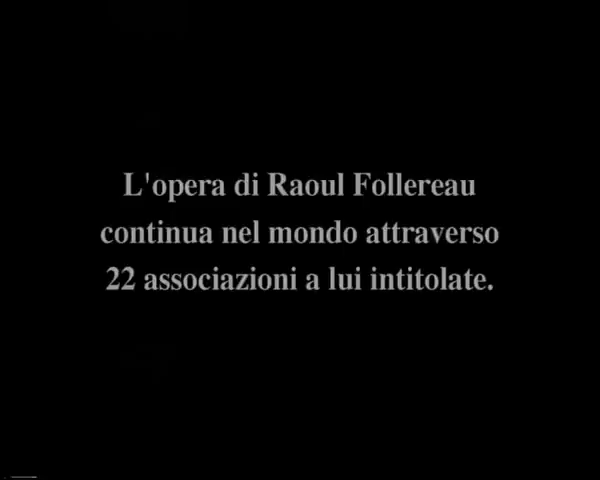 L'opera di Raoul Follereau
continua nel mondo attraverso
22 associazioni a lui intitolate.